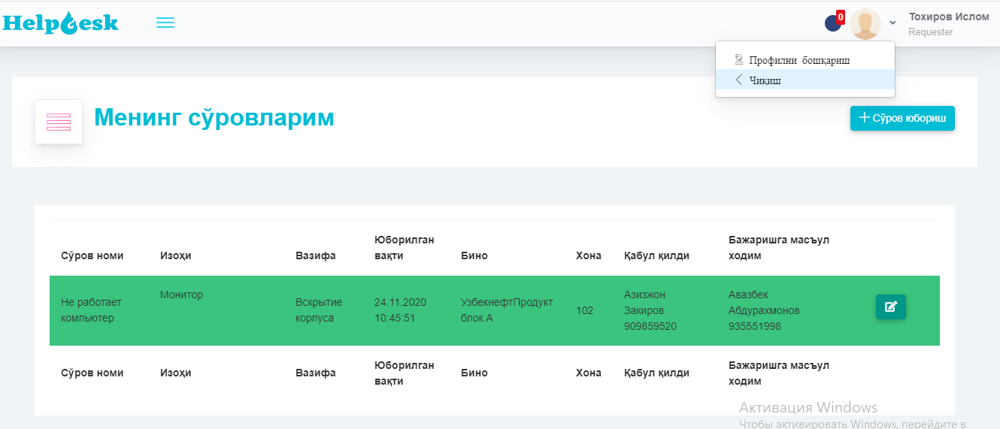 Helpdesk
0
Тохиров Ислом
Requester
Профилни бошқариш
Чиқиш
Менинг сўровларим
Сўров юбориш
Сўров номи Изоҳи Вазифа Юборилган вақти Бино Хона Қабул қилди Бажаришга масъул ходим
Не работает компьютер Монитор Вскрытие корпуса 24.11.2020 10:45:51 УзбекнефтПродукт блок А 102 Азизжон Закиров 909859520 Авазбек Абдурахмонов 935551998
Сўров номи Изоҳи Вазифа Юборилган вақти Бино Хона Қабул қилди Бажаришга масъул ходим
Активация Windows
Чтобы активировать Windows, перейдите в